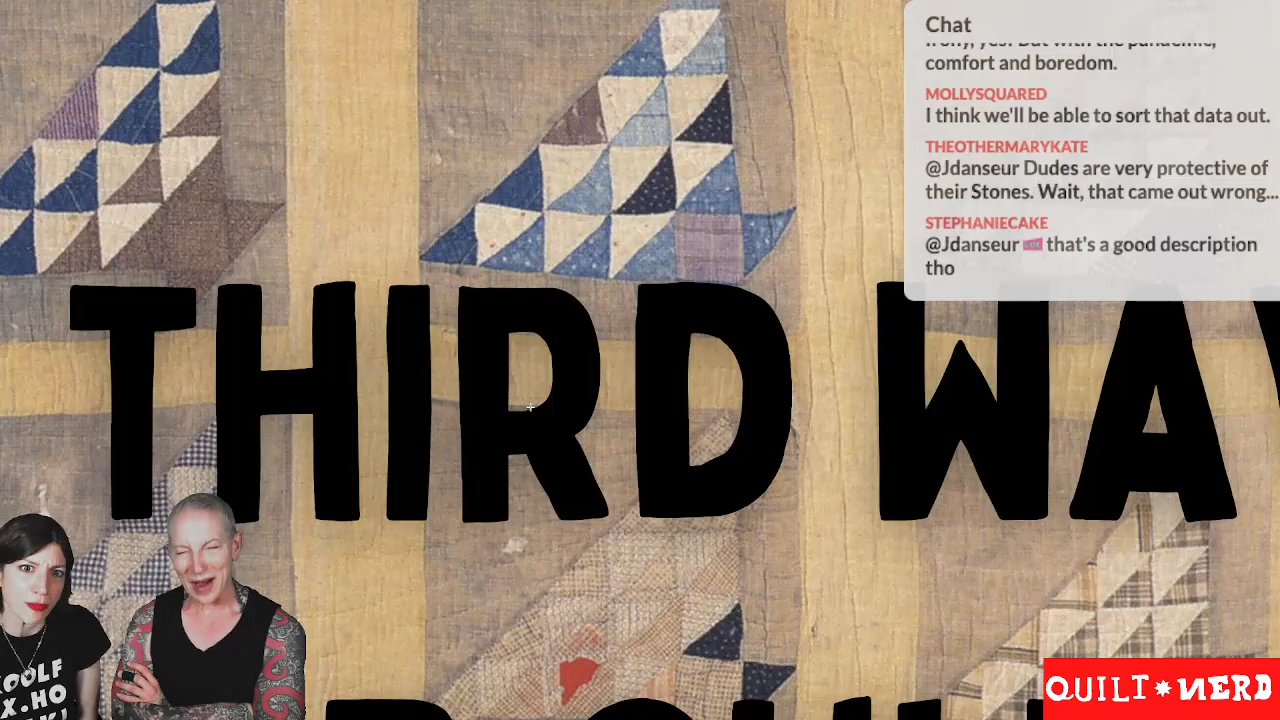 Chat
comfort and boredom.
MOLLYSQUARED
I think we'll be able to sort that data out.
THEOTHERMARYKATE
@Jdanseur Dudes are very protective of
their Stones. Wait, that came out wrong...
STEPHANIECAKE
@Jdanseur that's a good description
tho
THIRD WAY
QUILT*NERD